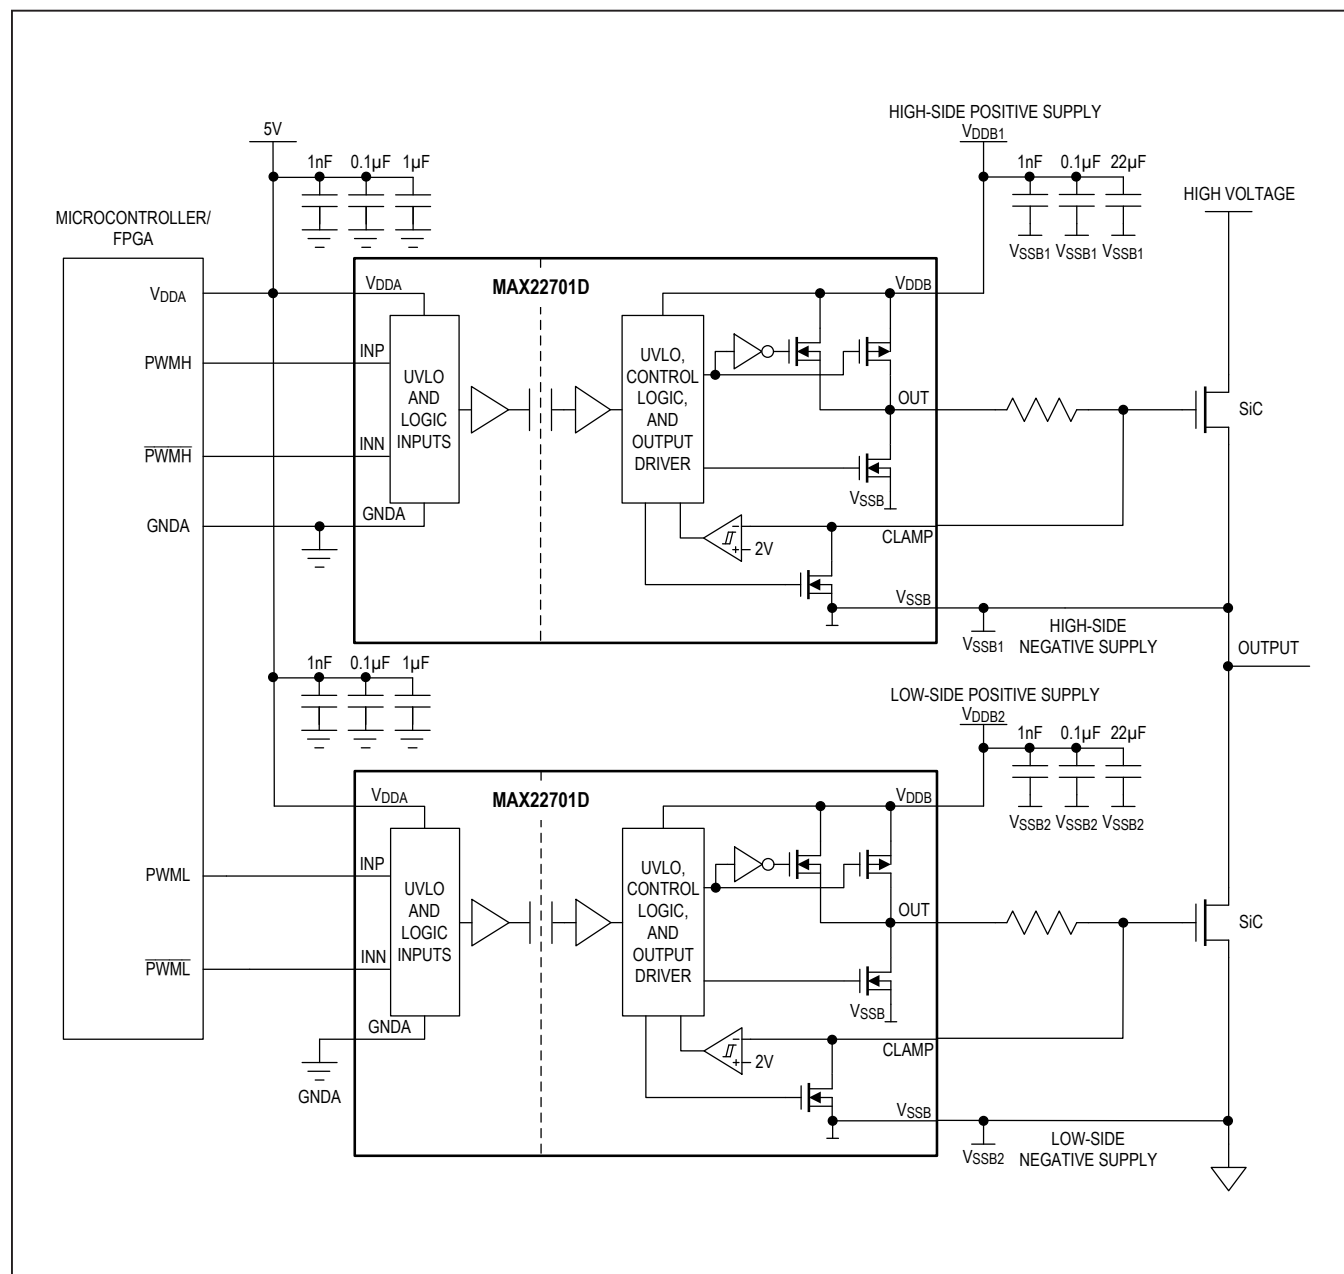 HIGH-SIDE POSITIVE SUPPLY
VDDB1
5V
1nF 0.1µF 1µF
1nF 0.1µF 22µF
HIGH VOLTAGE
MICROCONTROLLER/
FPGA
VSSB1 VSSB1 VSSB1
VDDA
VDDA
MAX22701D
VDDB
PWMH
INP
UVLO
AND
LOGIC
INPUTS
UVLO,
CONTROL
LOGIC,
AND
OUTPUT
DRIVER
OUT
SiC
PWMH
INN
VSSB
GNDA
GNDA
CLAMP
2V
- +
VSSB
VSSB1
HIGH-SIDE
NEGATIVE SUPPLY
OUTPUT
1nF 0.1µF 1µF
LOW-SIDE POSITIVE SUPPLY
VDDB2
1nF 0.1µF 22µF
VDDA
MAX22701D
VDDB
VSSB2 VSSB2 VSSB2
PWML
INP
UVLO
AND
LOGIC
INPUTS
UVLO,
CONTROL
LOGIC,
AND
OUTPUT
DRIVER
OUT
SiC
PWML
INN
VSSB
GNDA
CLAMP
2V
- +
GNDA
VSSB
VSSB2
LOW-SIDE
NEGATIVE SUPPLY